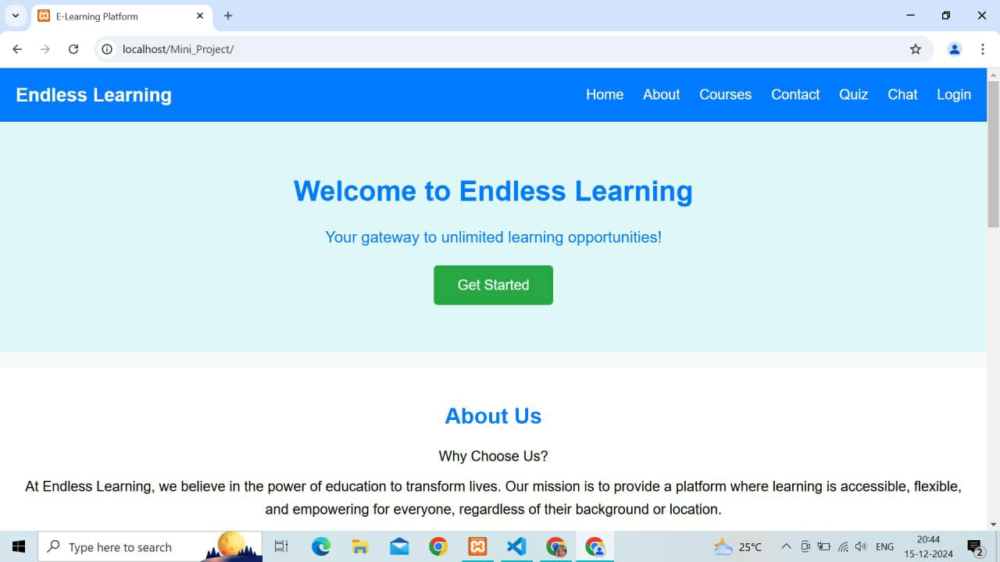 E-Learning Platform
localhost/Mini_Project/
Endless Learning
Home About Courses Contact Quiz Chat Login
Welcome to Endless Learning
Your gateway to unlimited learning opportunities!
Get Started
About Us
Why Choose Us?
At Endless Learning, we believe in the power of education to transform lives. Our mission is to provide a platform where learning is accessible, flexible,
and empowering for everyone, regardless of their background or location.
Type here to search
25°C
ENG
20:44
15-12-2024
2